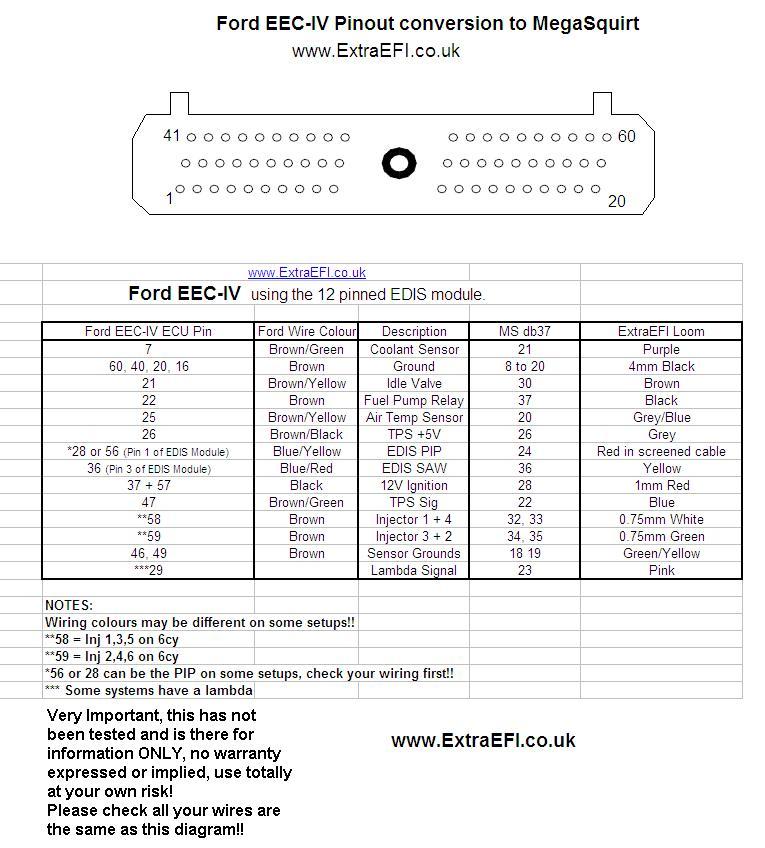 Ford EEC-IV Pinout conversion to MegaSquirt
www.ExtraEFI.co.uk
41 60
1 20
www.ExtraEFI.co.uk
Ford EEC-IV using the 12 pinned EDIS module.
Ford EEC-IV ECU Pin Ford Wire Colour Description MS db37 ExtraEFI Loom
7 Brown/Green Coolant Sensor 21 Purple
60, 40, 20, 16 Brown Ground 8 to 20 4mm Black
21 Brown/Yellow Idle Valve 30 Brown
22 Brown Fuel Pump Relay 37 Black
25 Brown/Yellow Air Temp Sensor 20 Grey/Blue
26 Brown/Black TPS +5V 26 Grey
*28 or 56 (Pin 1 of EDIS Module) Blue/Yellow EDIS PIP 24 Red in screened cable
36 (Pin 3 of EDIS Module) Blue/Red EDIS SAW 36 Yellow
37 + 57 Black 12V Ignition 28 1mm Red
47 Brown/Green TPS Sig 22 Blue
**58 Brown Injector 1 + 4 32, 33 0.75mm White
**59 Brown Injector 3 + 2 34, 35 0.75mm Green
46, 49 Brown Sensor Grounds 18 19 Green/Yellow
***29 Lambda Signal 23 Pink
NOTES:
Wiring colours may be different on some setups!!
**58 = Inj 1,3,5 on 6cy
**59 = Inj 2,4,6 on 6cy
*56 or 28 can be the PIP on some setups, check your wiring first!!
*** Some systems have a lambda
Very Important, this has not
been tested and is there for
information ONLY, no warranty
expressed or implied, use totally
at your own risk!
Please check all your wires are
the same as this diagram!!
www.ExtraEFI.co.uk